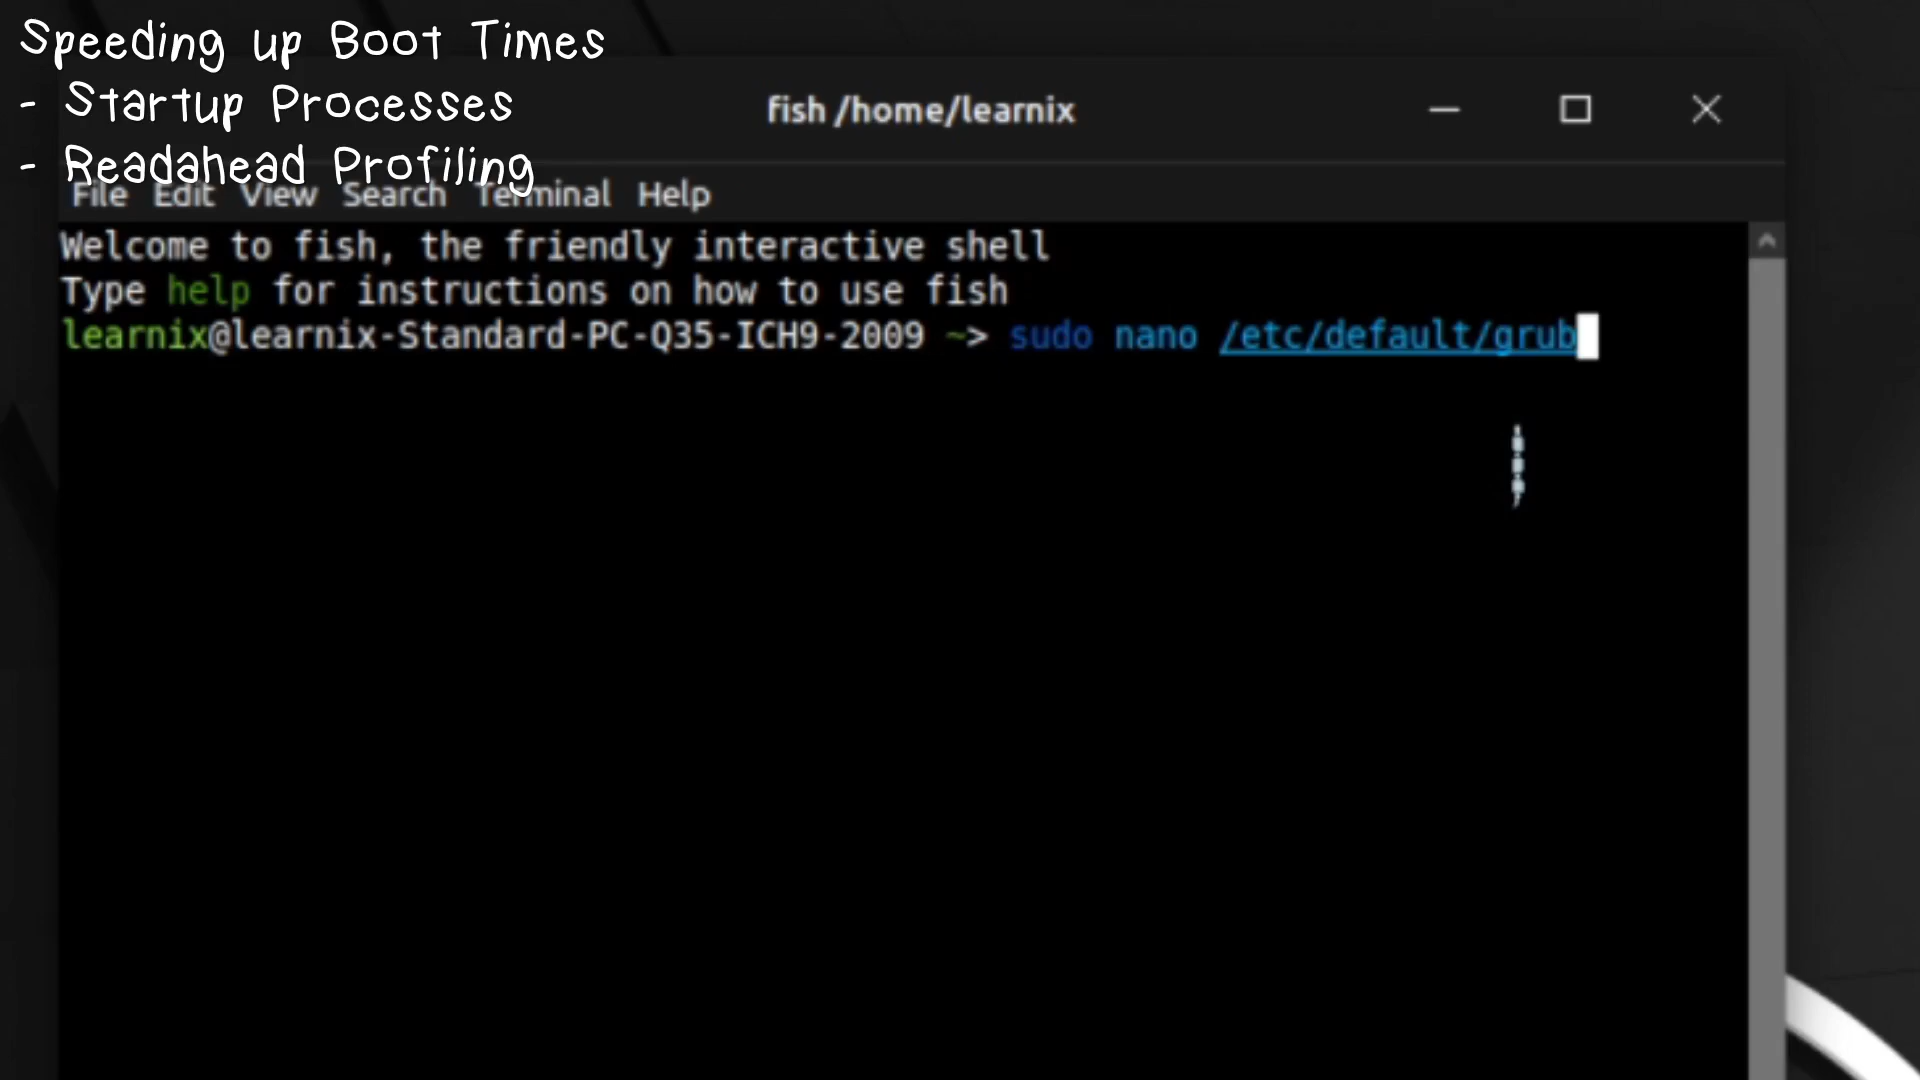 Speeding up Boot Times
- Startup Processes
- Readahead Profiling
fish /home/learnix
File Edit View Search Terminal Help
Welcome to fish, the friendly interactive shell
Type help for instructions on how to use fish
learnix@learnix-Standard-PC-Q35-ICH9-2009 ~> sudo nano /etc/default/grub